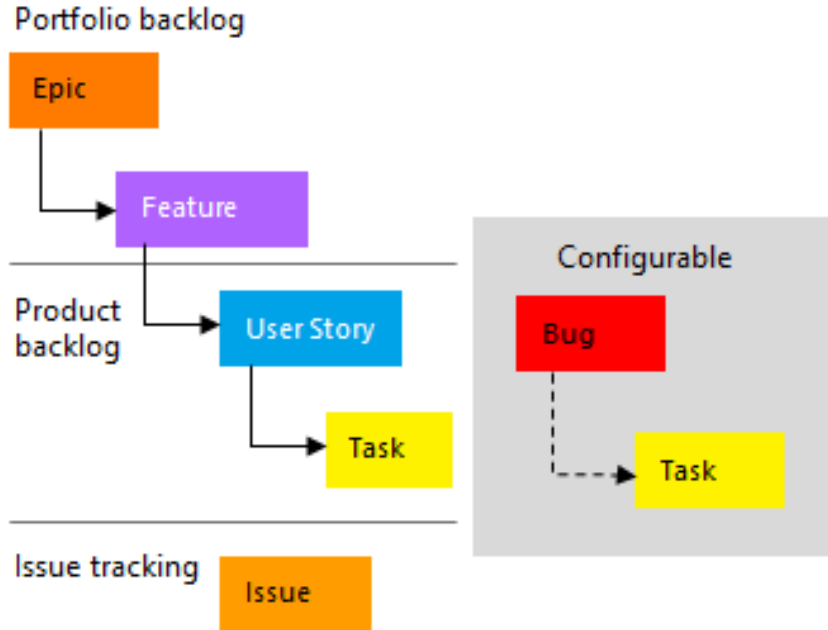 Portfolio backlog
Epic
Feature
Configurable
Product
backlog
User Story
Bug
Task
Task
Issue tracking
Issue